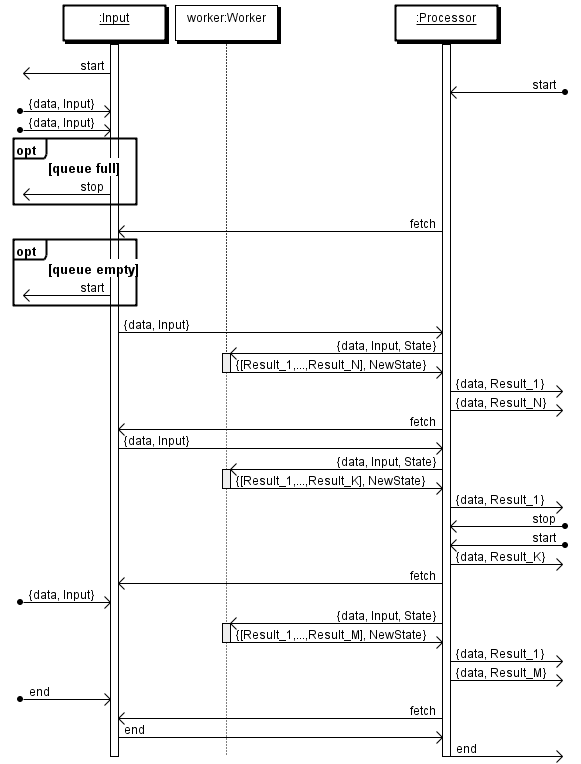 :Input
worker:Worker
:Processor
start
start
{data, Input}
{data, Input}
opt
[queue full]
stop
fetch
opt
[queue empty]
start
{data, Input}
{data, Input, State}
{[Result_1,...,Result_N], NewState}
{data, Result_1}
{data, Result_N}
fetch
{data, Input}
{data, Input, State}
{[Result_1,...,Result_K], NewState}
{data, Result_1}
stop
start
{data, Result_K}
fetch
{data, Input}
{data, Input, State}
{[Result_1,...,Result_M], NewState}
{data, Result_1}
{data, Result_M}
end
fetch
end
end